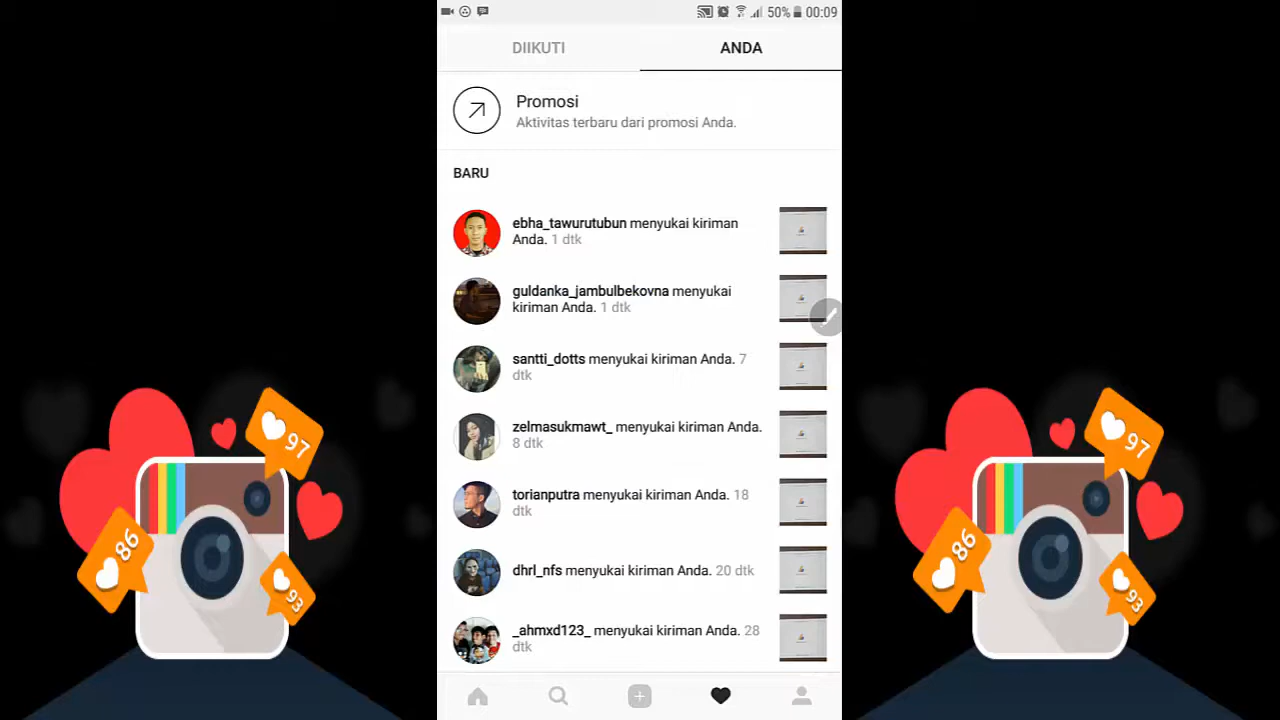 50% 00:09
DIIKUTI
ANDA
Promosi
Aktivitas terbaru dari promosi Anda.
BARU
ebha_tawurutubun menyukai kiriman
Anda. 1 dtk
guldanka_jambulbekovna menyukai
kiriman Anda. 1 dtk
santti_dotts menyukai kiriman Anda. 7
dtk
zelmasukmawt_ menyukai kiriman Anda.
8 dtk
torianputra menyukai kiriman Anda. 18
dtk
dhrl_nfs menyukai kiriman Anda. 20 dtk
_ahmxd123_ menyukai kiriman Anda. 28
dtk
97
86
93
97
86
93